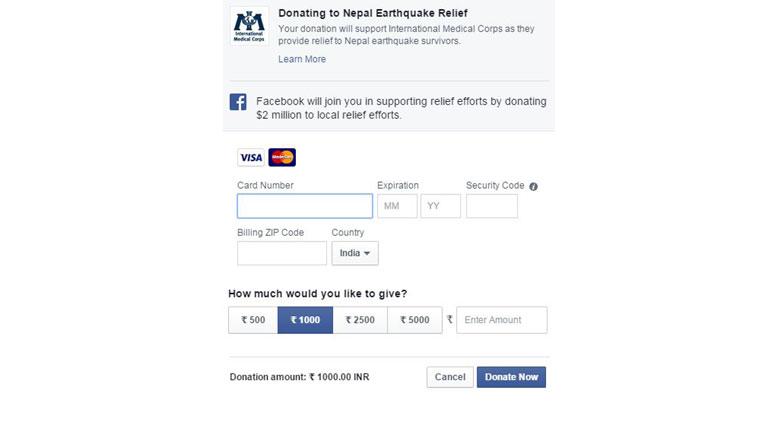 Donating to Nepal Earthquake Relief
International
Medical Corps
Your donation will support International Medical Corps as they
provide relief to Nepal earthquake survivors.
Learn More
Facebook will join you in supporting relief efforts by donating
$2 million to local relief efforts.
VISA MasterCard
Card Number Expiration Security Code
MM YY
Billing ZIP Code Country
India
How much would you like to give?
₹ 500 ₹ 1000 ₹ 2500 ₹ 5000 ₹ Enter Amount
Donation amount: ₹ 1000.00 INR Cancel Donate Now